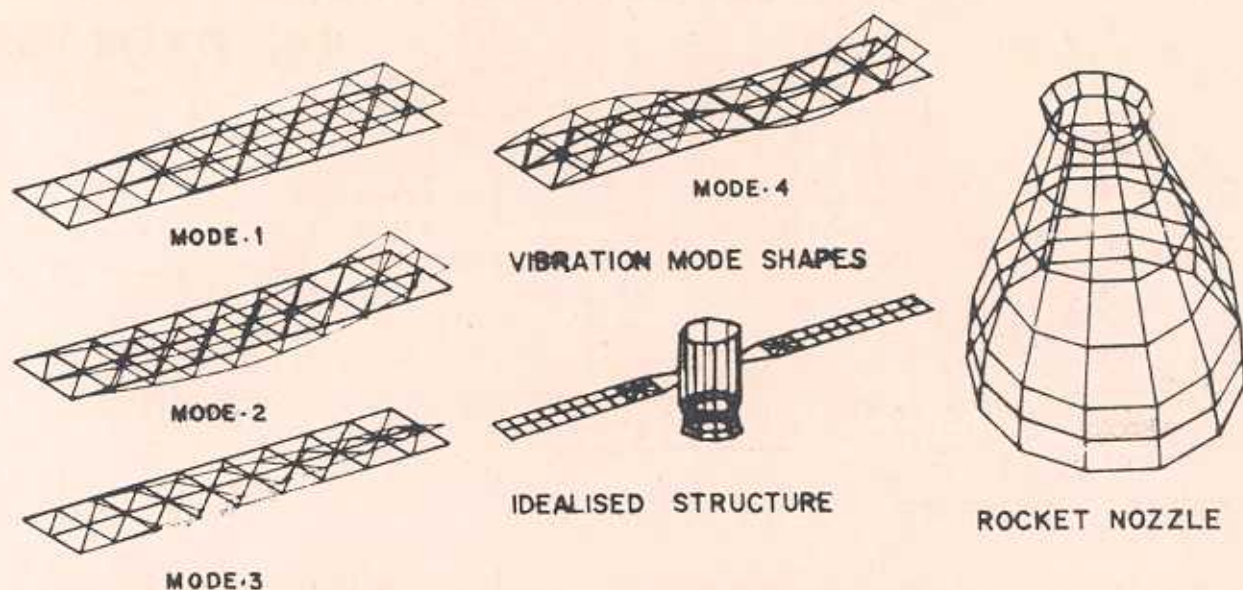 MODE.1
MODE.2
MODE.3
MODE.4
VIBRATION MODE SHAPES
IDEALISED STRUCTURE
ROCKET NOZZLE